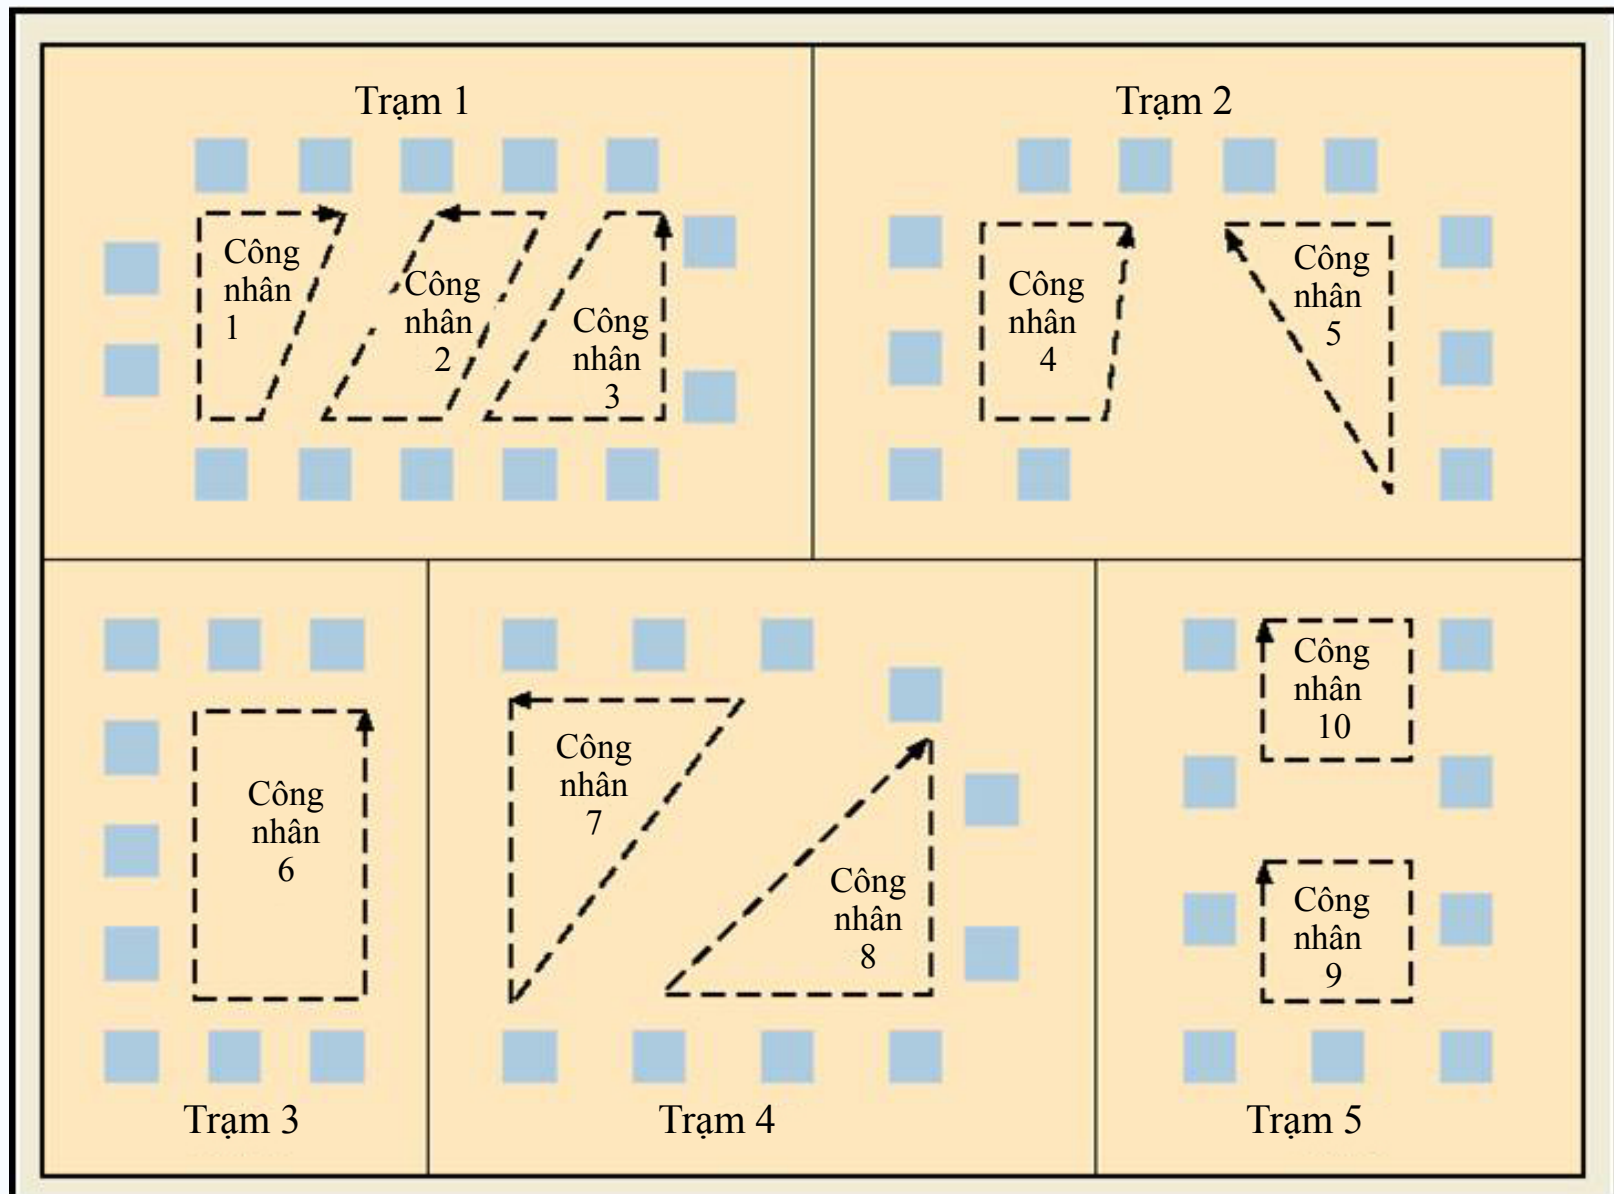 Trạm 1
Công
nhân
1
Công
nhân
2
Công
nhân
3
Trạm 2
Công
nhân
4
Công
nhân
5
Công
nhân
6
Trạm 3
Công
nhân
7
Công
nhân
8
Trạm 4
Công
nhân
10
Công
nhân
9
Trạm 5